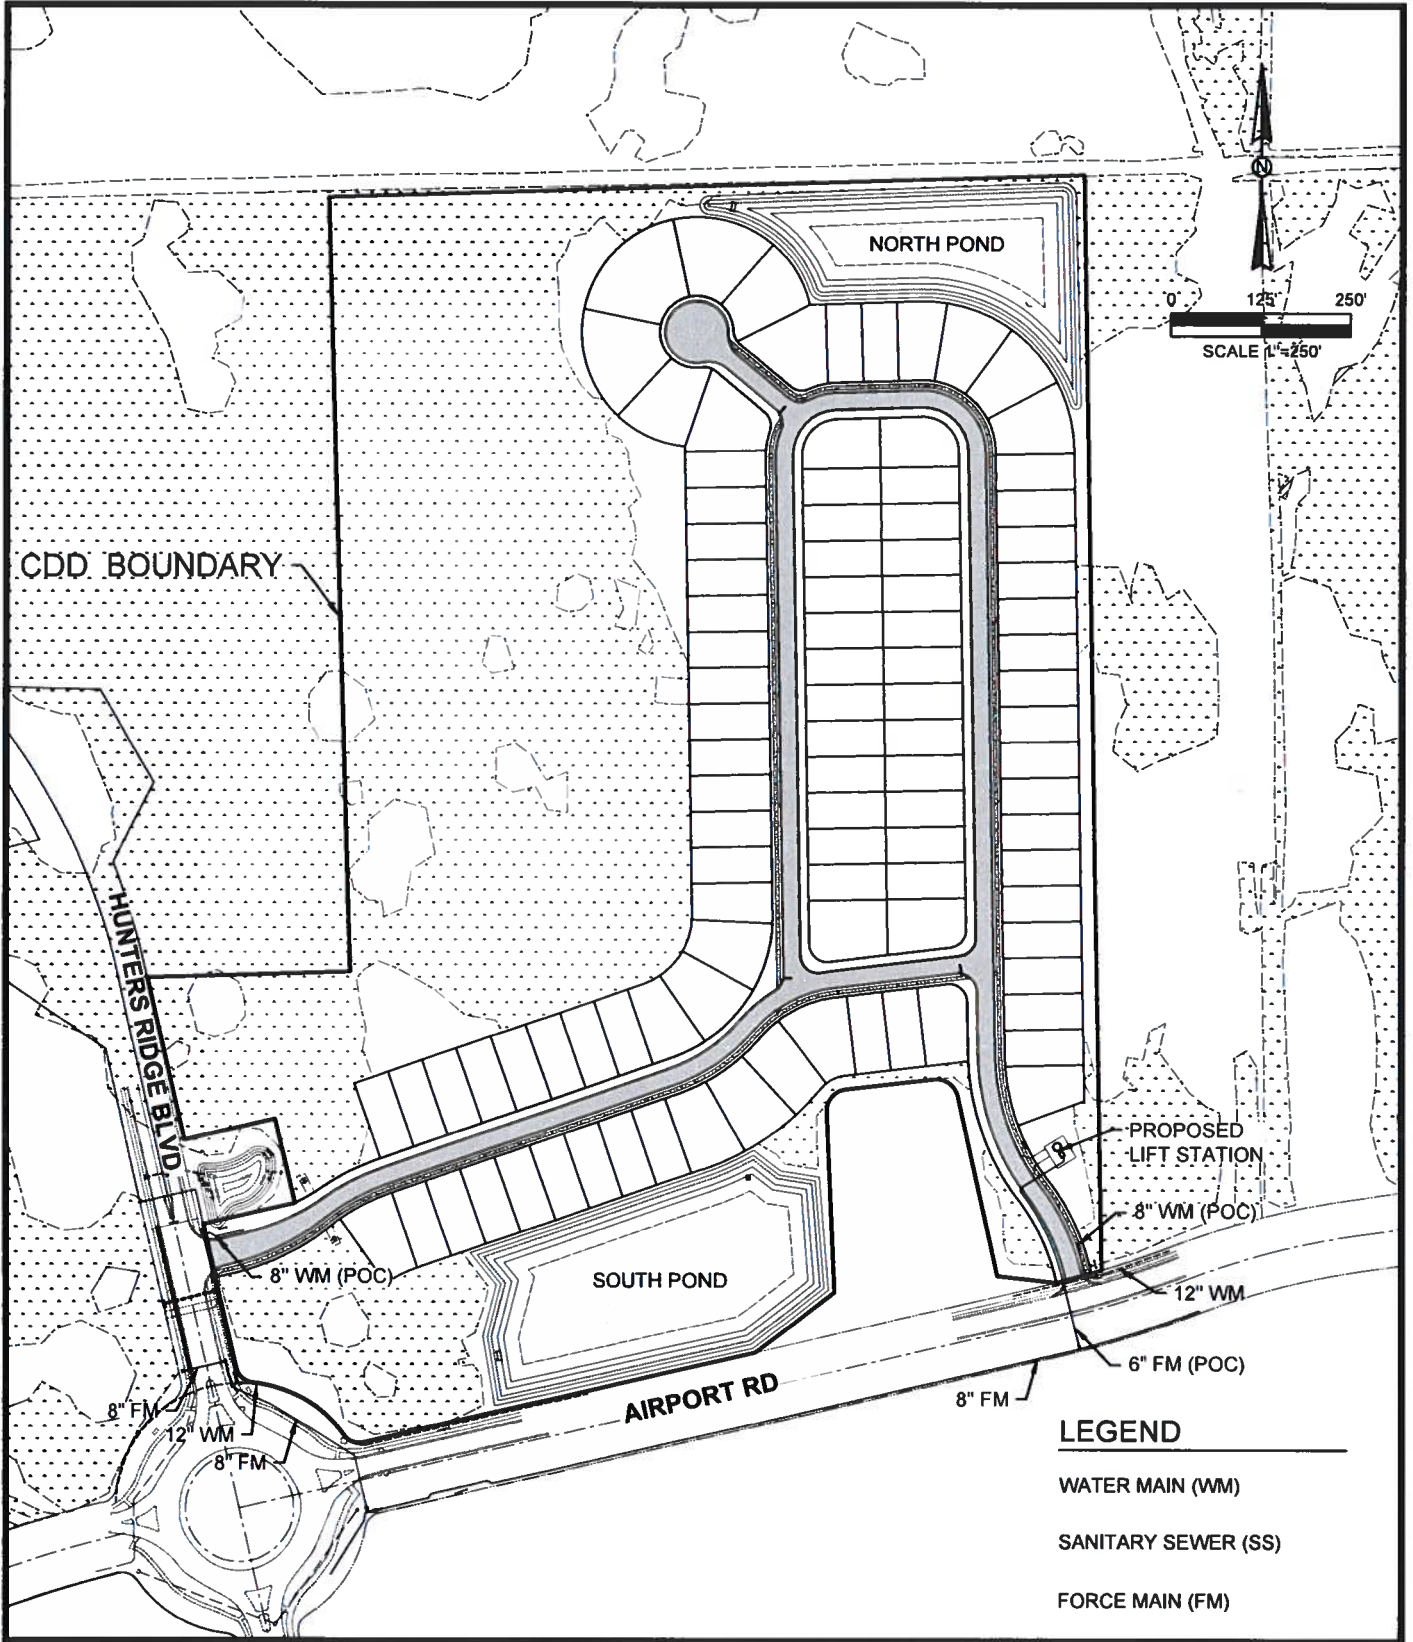 N
NORTH POND
0 125' 250'
SCALE 1"=250'
CDD BOUNDARY
HUNTERS RIDGE BLVD.
PROPOSED
LIFT STATION
8" WM (POC)
8" WM (POC)
SOUTH POND
12" WM
6" FM (POC)
AIRPORT RD
8" FM
8" FM
12" WM
8" FM
LEGEND
WATER MAIN (WM)
SANITARY SEWER (SS)
FORCE MAIN (FM)